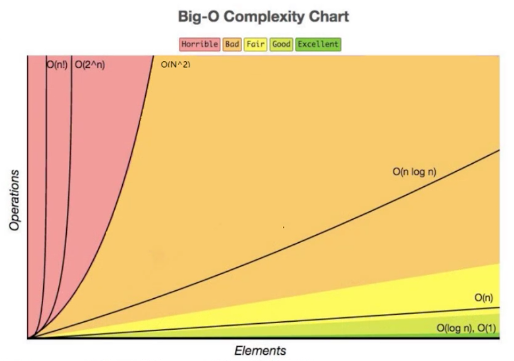 Big-O Complexity Chart
Horrible Bad Fair Good Excellent
O(n!) O(2^n) O(N^2)
O(n log n)
O(n)
O(log n), O(1)
Operations
Elements